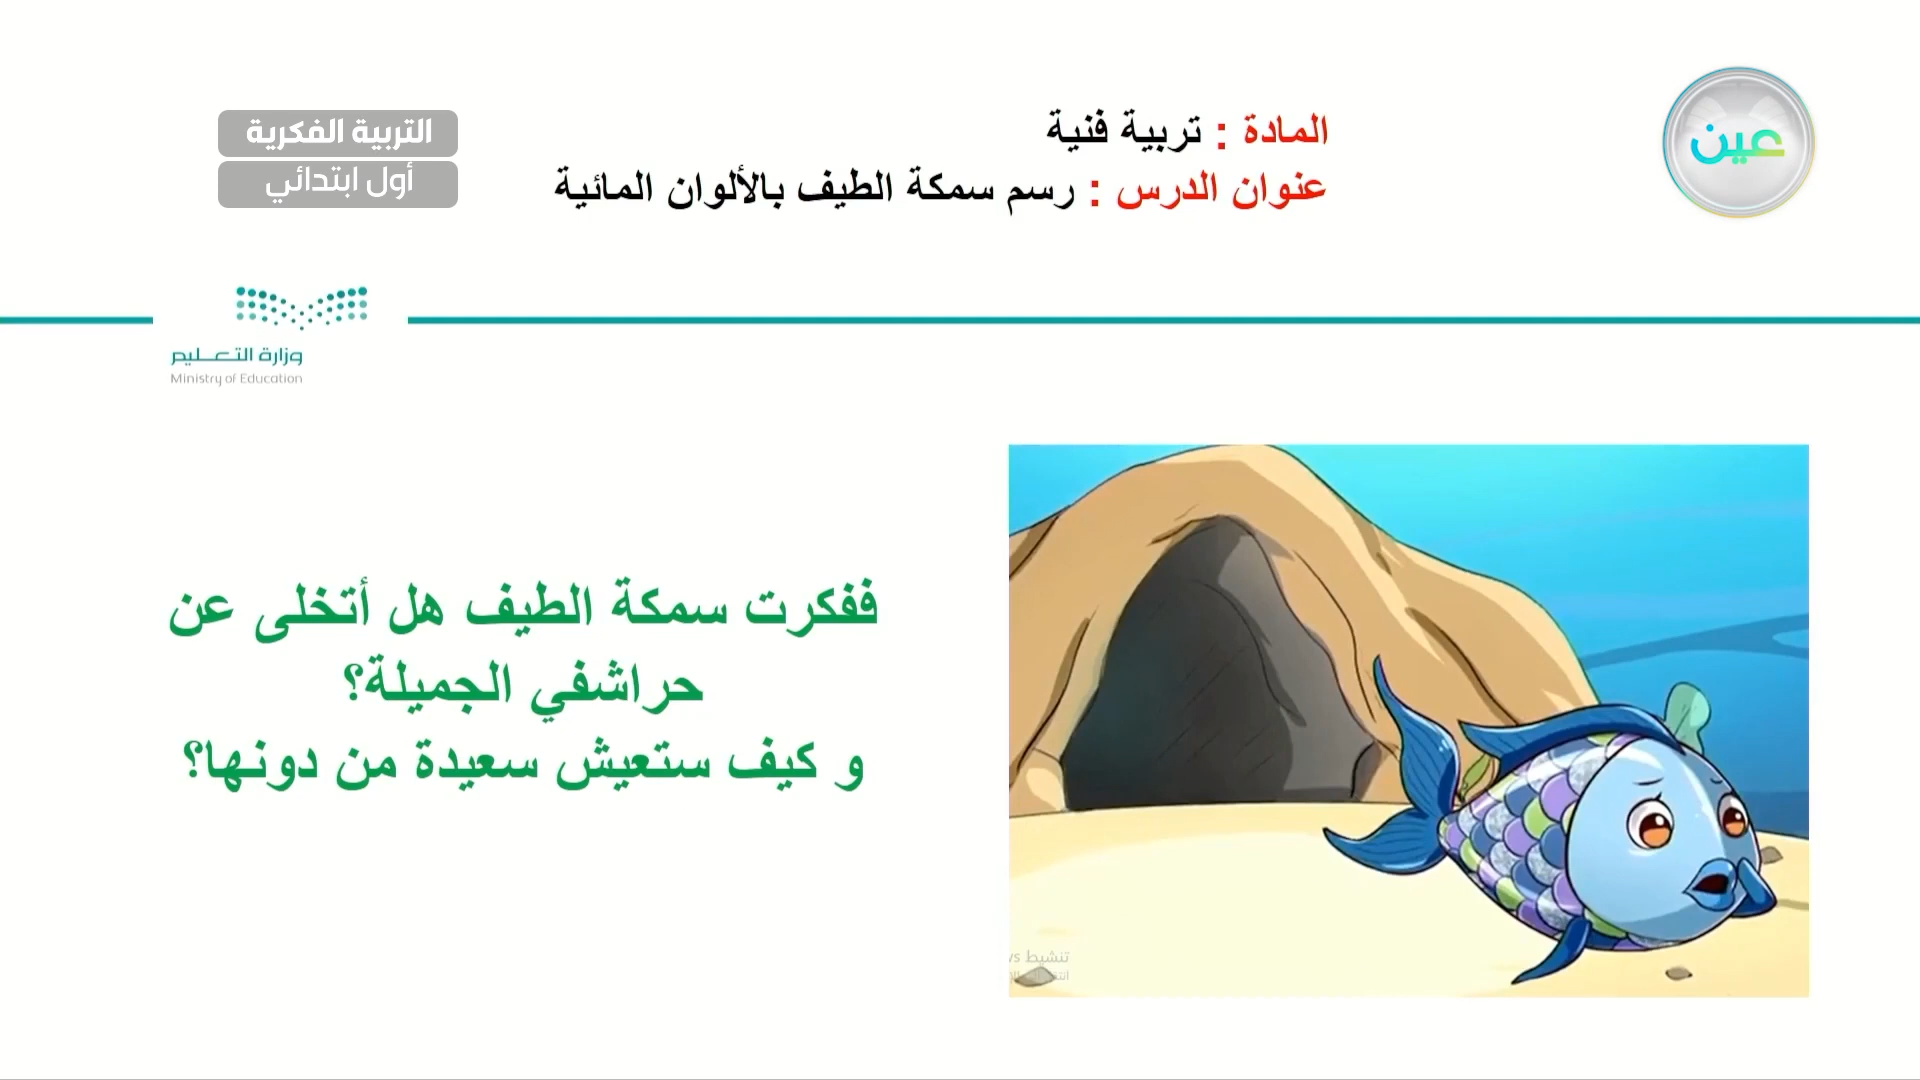 المادة : تربية فنية
عنوان الدرس : رسم سمكة الطيف بالألوان المائية
عين
التربية الفكرية
أول ابتدائي
وزارة التعليم
Ministry of Education
ففكرت سمكة الطيف هل أتخلى عن
حراشفي الجميلة؟
و كيف ستعيش سعيدة من دونها؟
تنشيط